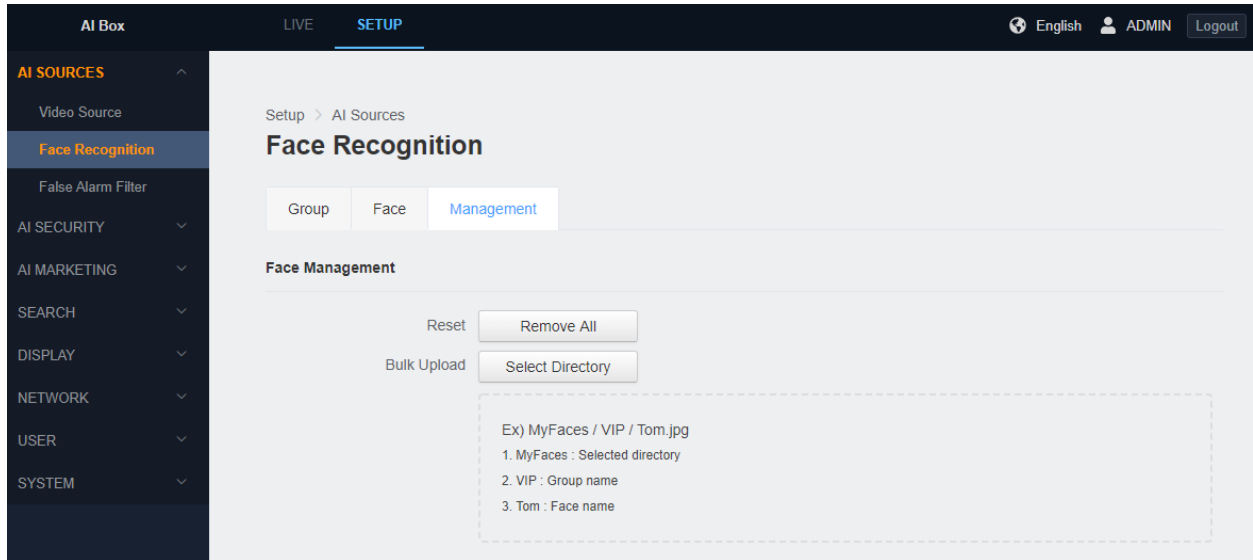 AI Box
LIVE
SETUP
English
ADMIN
Logout
AI SOURCES
Video Source
Face Recognition
False Alarm Filter
AI SECURITY
AI MARKETING
SEARCH
DISPLAY
NETWORK
USER
SYSTEM
Setup > AI Sources
Face Recognition
Group
Face
Management
Face Management
Reset
Remove All
Bulk Upload
Select Directory
Ex) MyFaces / VIP / Tom.jpg
1. MyFaces : Selected directory
2. VIP : Group name
3. Tom : Face name